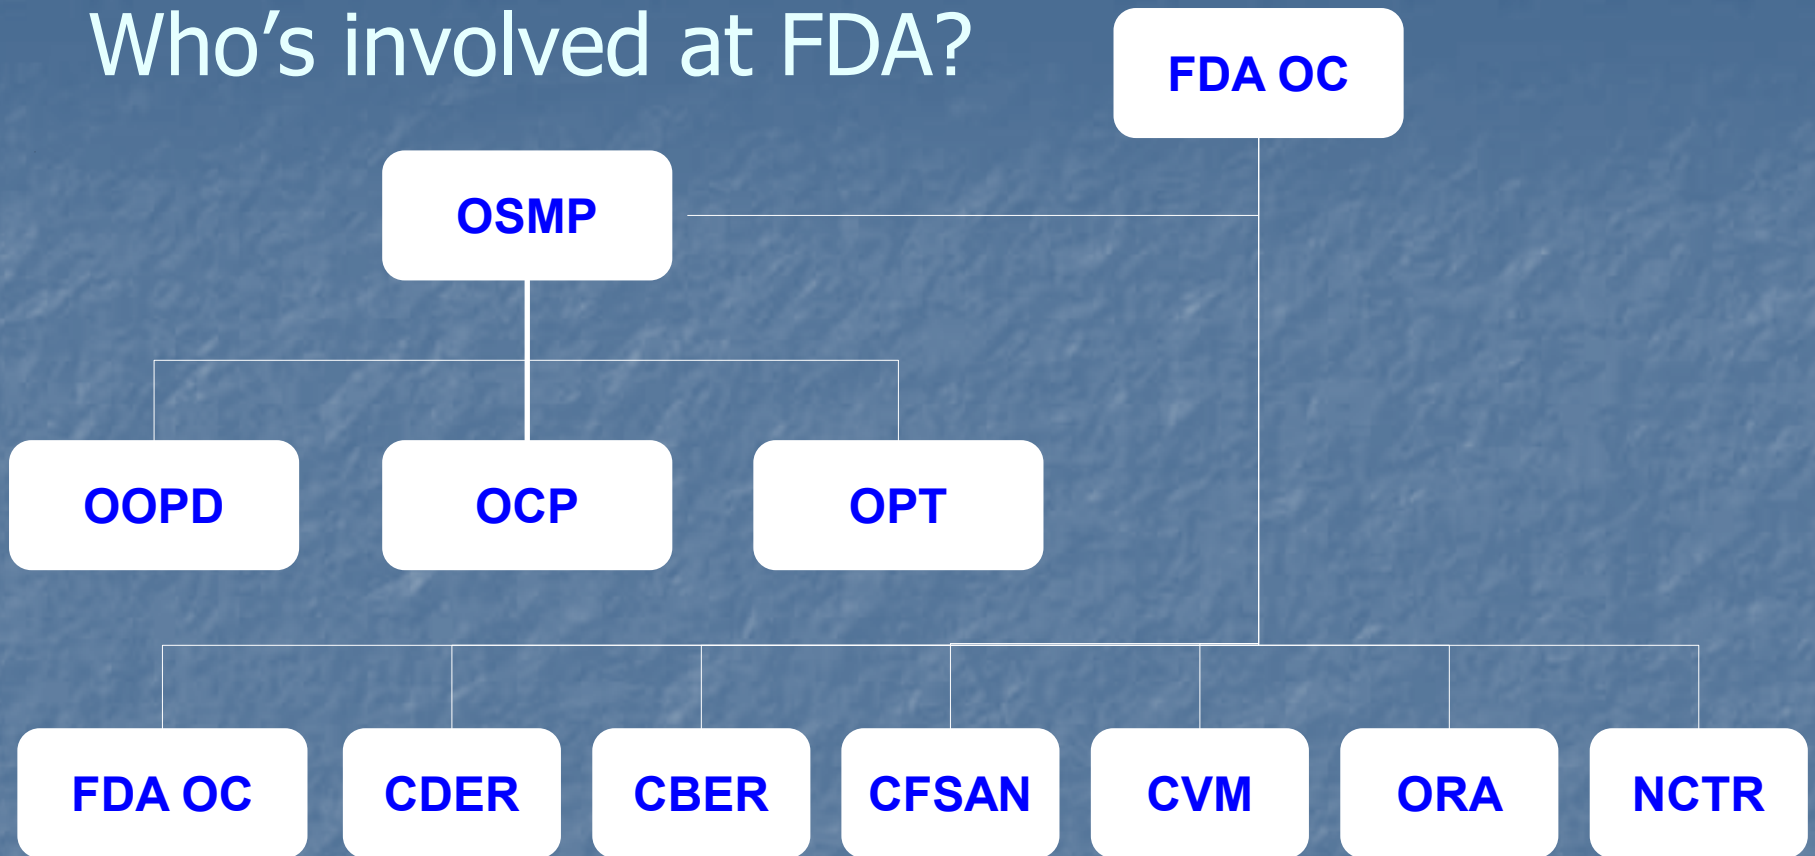 Who’s involved at FDA?
FDA OC
OSMP
OOPD
OCP
OPT
FDA OC
CDER
CBER
CFSAN
CVM
ORA
NCTR